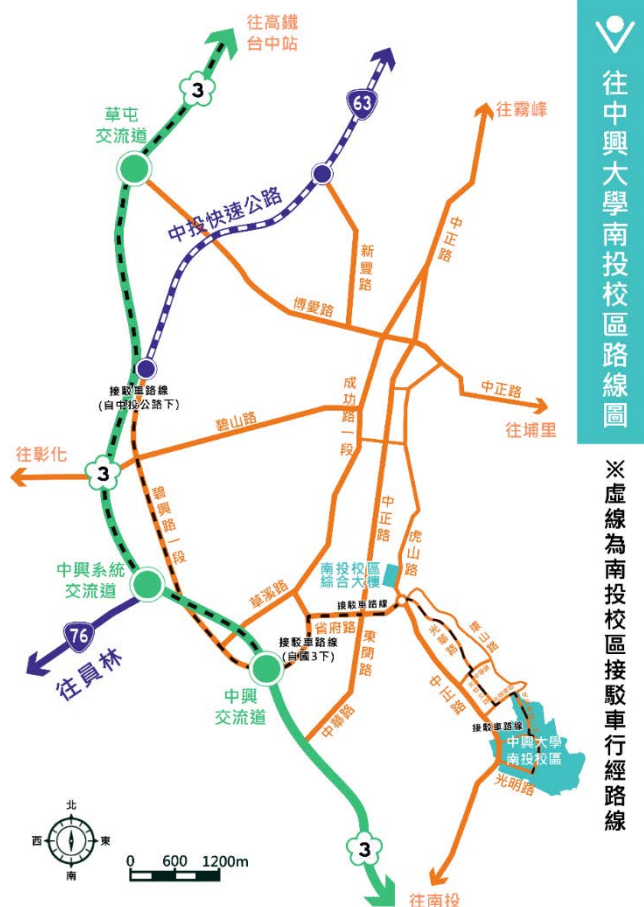 往中興大學南投校區路線圖
※虛線為南投校區接駁車行經路線
往高鐵
台中站
3
草屯
交流道
63
往霧峰
中投快速公路
中正路
新豐路
博愛路
接駁車路線
(自中投公路下)
成功路一段
中正路
往埔里
碧山路
往彰化
3
碧興路一段
中正路
虎山路
中興系統
交流道
南投校區
綜合大樓
草溪路
接駁車路線
省府路
光華路
環山路
76
往員林
接駁車路線
(自國3下)
東閔路
中興
交流道
中正路
中華路
接駁車路線
中興大學
南投校區
光明路
北
西
東
南
0 600 1200m
3
往南投